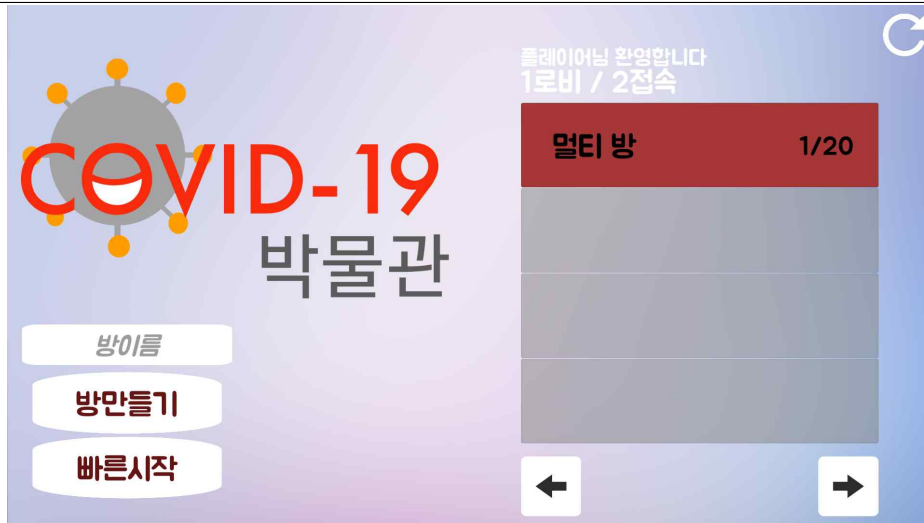 COVID-19
박물관
방이름
방만들기
빠른시작
플레이어님 환영합니다
1로비 / 2접속
멀티 방 1/20